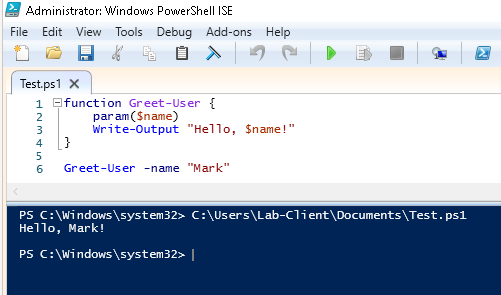 Administrator: Windows PowerShell ISE
File Edit View Tools Debug Add-ons Help
Test.ps1
1 function Greet-User {
2     param($name)
3     Write-Output "Hello, $name!"
4 }
5
6 Greet-User -name "Mark"
PS C:\Windows\system32> C:\Users\Lab-Client\Documents\Test.ps1
Hello, Mark!
PS C:\Windows\system32>